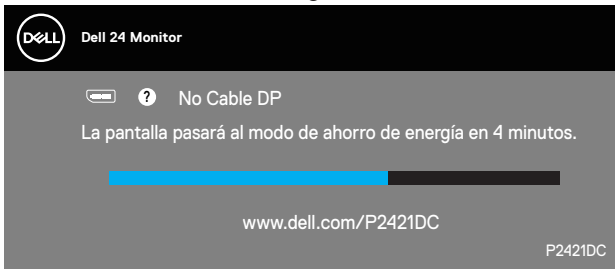 DELL
Dell 24 Monitor
? No Cable DP
La pantalla pasará al modo de ahorro de energía en 4 minutos.
www.dell.com/P2421DC
P2421DC